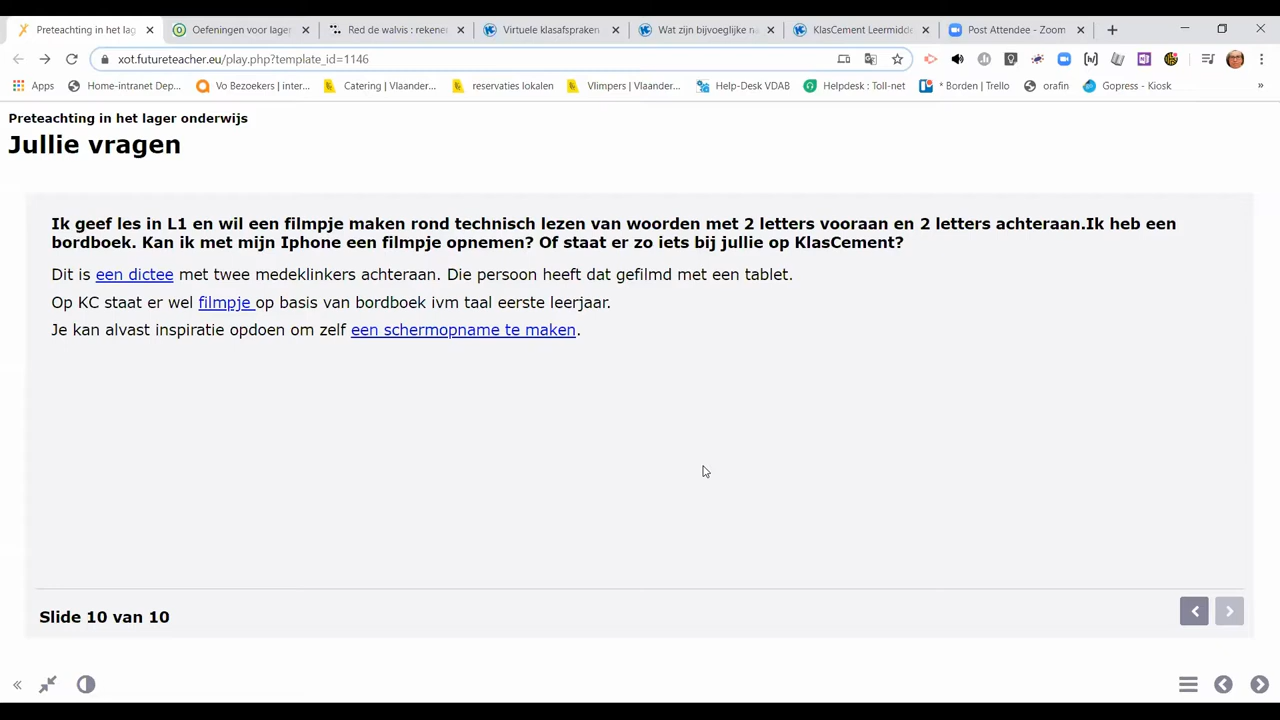 Preteachting in het lag
Oefeningen voor lager
Red de walvis : rekene
Virtuele klasafspraken
Wat zijn bijvoeglijke na
KlasCement Leermidde
Post Attendee - Zoom
xot.futureteacher.eu/play.php?template_id=1146
Apps
Home-intranet Dep...
Vo Bezoekers | inter...
Catering | Vlaander...
reservaties lokalen
Vlimpers | Vlaander...
Help-Desk VDAB
Helpdesk : Toll-net
* Borden | Trello
orafin
Gopress - Kiosk
»
Preteachting in het lager onderwijs
Jullie vragen
Ik geef les in L1 en wil een filmpje maken rond technisch lezen van woorden met 2 letters vooraan en 2 letters achteraan.Ik heb een
bordboek. Kan ik met mijn Iphone een filmpje opnemen? Of staat er zo iets bij jullie op KlasCement?
Dit is een dictee met twee medeklinkers achteraan. Die persoon heeft dat gefilmd met een tablet.
Op KC staat er wel filmpje op basis van bordboek ivm taal eerste leerjaar.
Je kan alvast inspiratie opdoen om zelf een schermopname te maken.
Slide 10 van 10